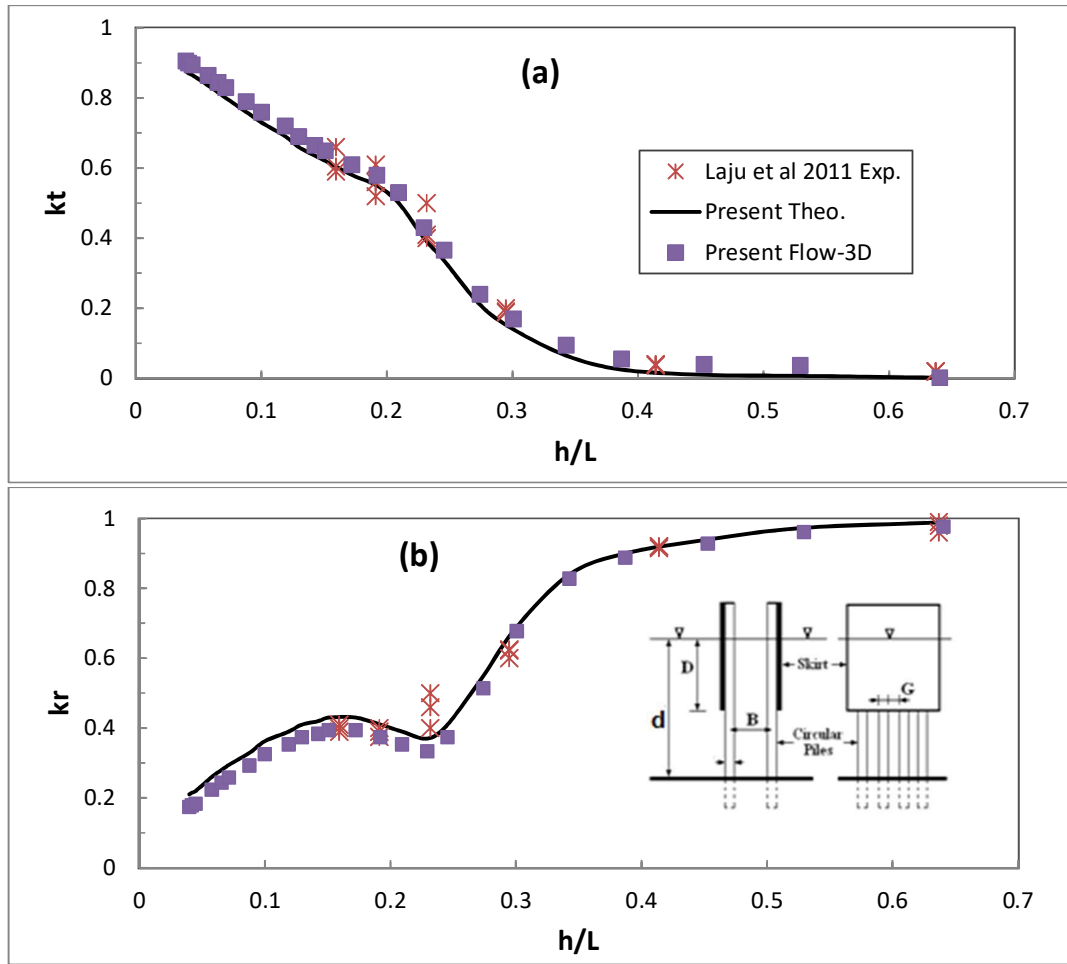 (a)
kt
1
0.8
0.6
0.4
0.2
0
0 0.1 0.2 0.3 0.4 0.5 0.6 0.7
h/L
Laju et al 2011 Exp.
Present Theo.
Present Flow-3D
(b)
kr
1
0.8
0.6
0.4
0.2
0
0 0.1 0.2 0.3 0.4 0.5 0.6 0.7
h/L
D
Skirt
G
d
B
Circular
Piles